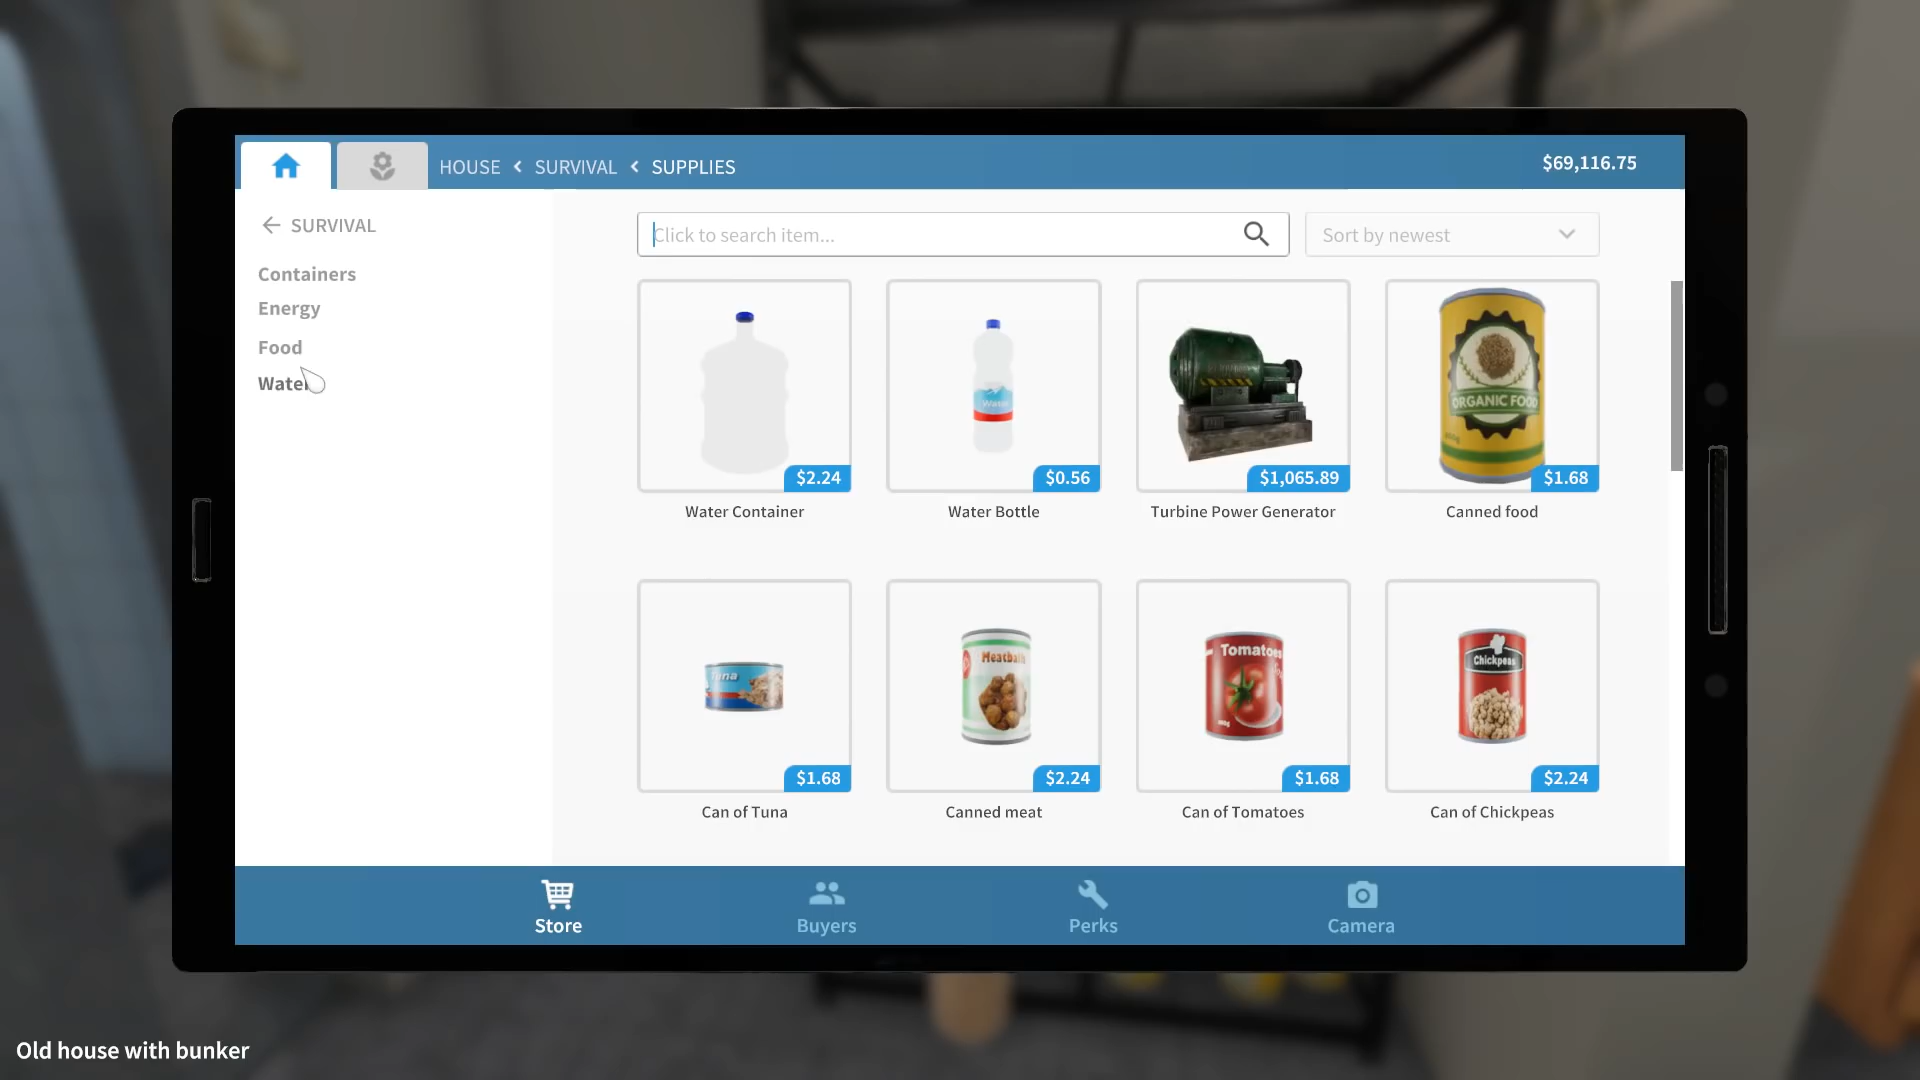 HOUSE < SURVIVAL < SUPPLIES
$69,116.75
SURVIVAL
Containers
Energy
Food
Water
Click to search item...
Sort by newest
Water
ORGANIC FOOD
$2.24
$0.56
$1,065.89
$1.68
Water Container
Water Bottle
Turbine Power Generator
Canned food
Tuna
Meatballs
Tomatoes
Chickpeas
$1.68
$2.24
$1.68
$2.24
Can of Tuna
Canned meat
Can of Tomatoes
Can of Chickpeas
Store
Buyers
Perks
Camera
Old house with bunker